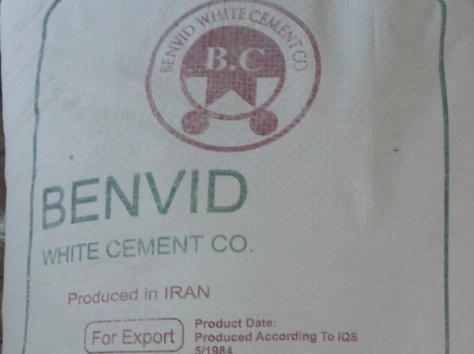 BENVID WHITE CEMENT CO
B.C
BENVID
WHITE CEMENT CO.
Produced in IRAN
For Export
Product Date:
Produced According To IQS
5/1984